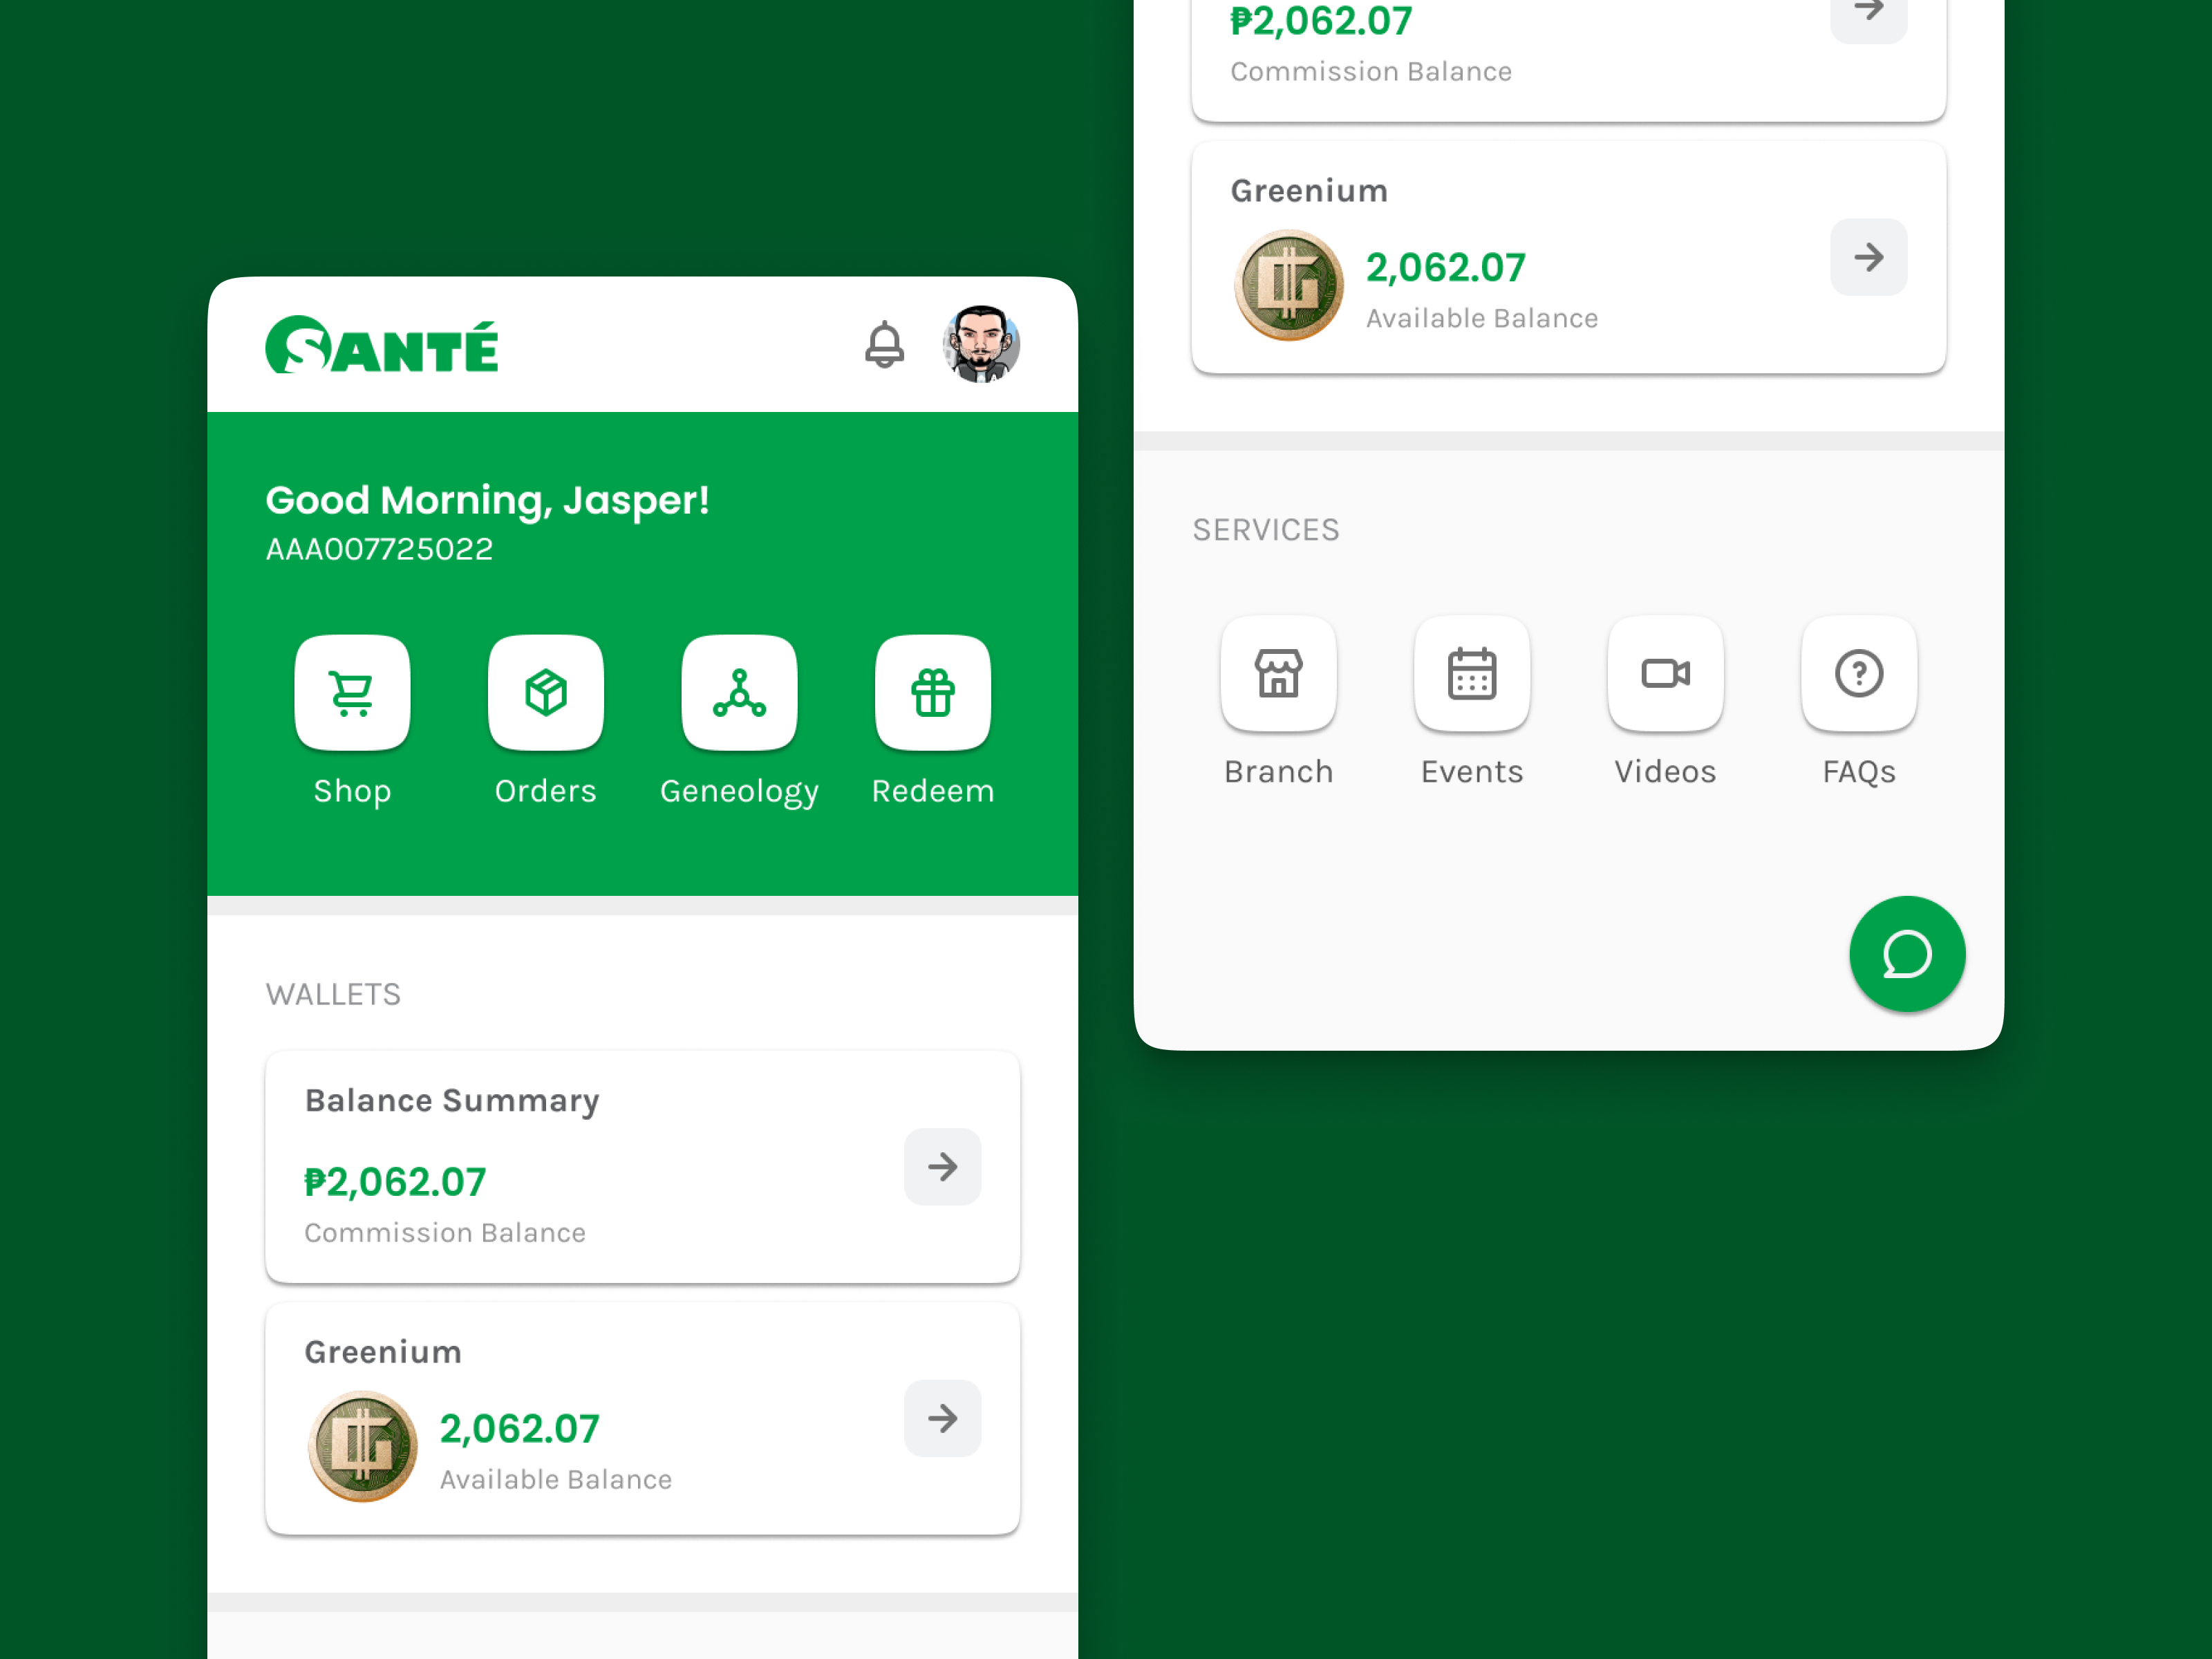 SANTÉ
Good Morning, Jasper!
AAA007725022
Shop
Orders
Geneology
Redeem
WALLETS
Balance Summary
₱2,062.07
Commission Balance
Greenium
2,062.07
Available Balance
₱2,062.07
Commission Balance
Greenium
2,062.07
Available Balance
SERVICES
Branch
Events
Videos
FAQs